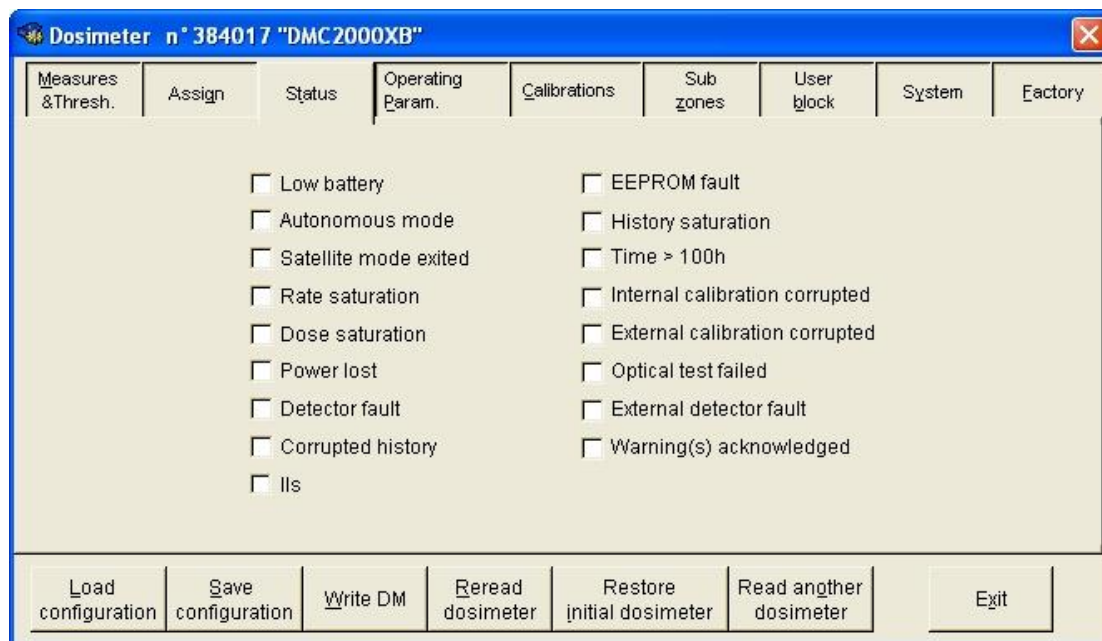 Dosimeter n°384017 "DMC2000XB"
Measures &Thresh.
Assign
Status
Operating Param.
Calibrations
Sub zones
User block
System
Factory
Low battery
Autonomous mode
Satellite mode exited
Rate saturation
Dose saturation
Power lost
Detector fault
Corrupted history
IIs
EEPROM fault
History saturation
Time > 100h
Internal calibration corrupted
External calibration corrupted
Optical test failed
External detector fault
Warning(s) acknowledged
Load configuration
Save configuration
Write DM
Reread dosimeter
Restore initial dosimeter
Read another dosimeter
Exit